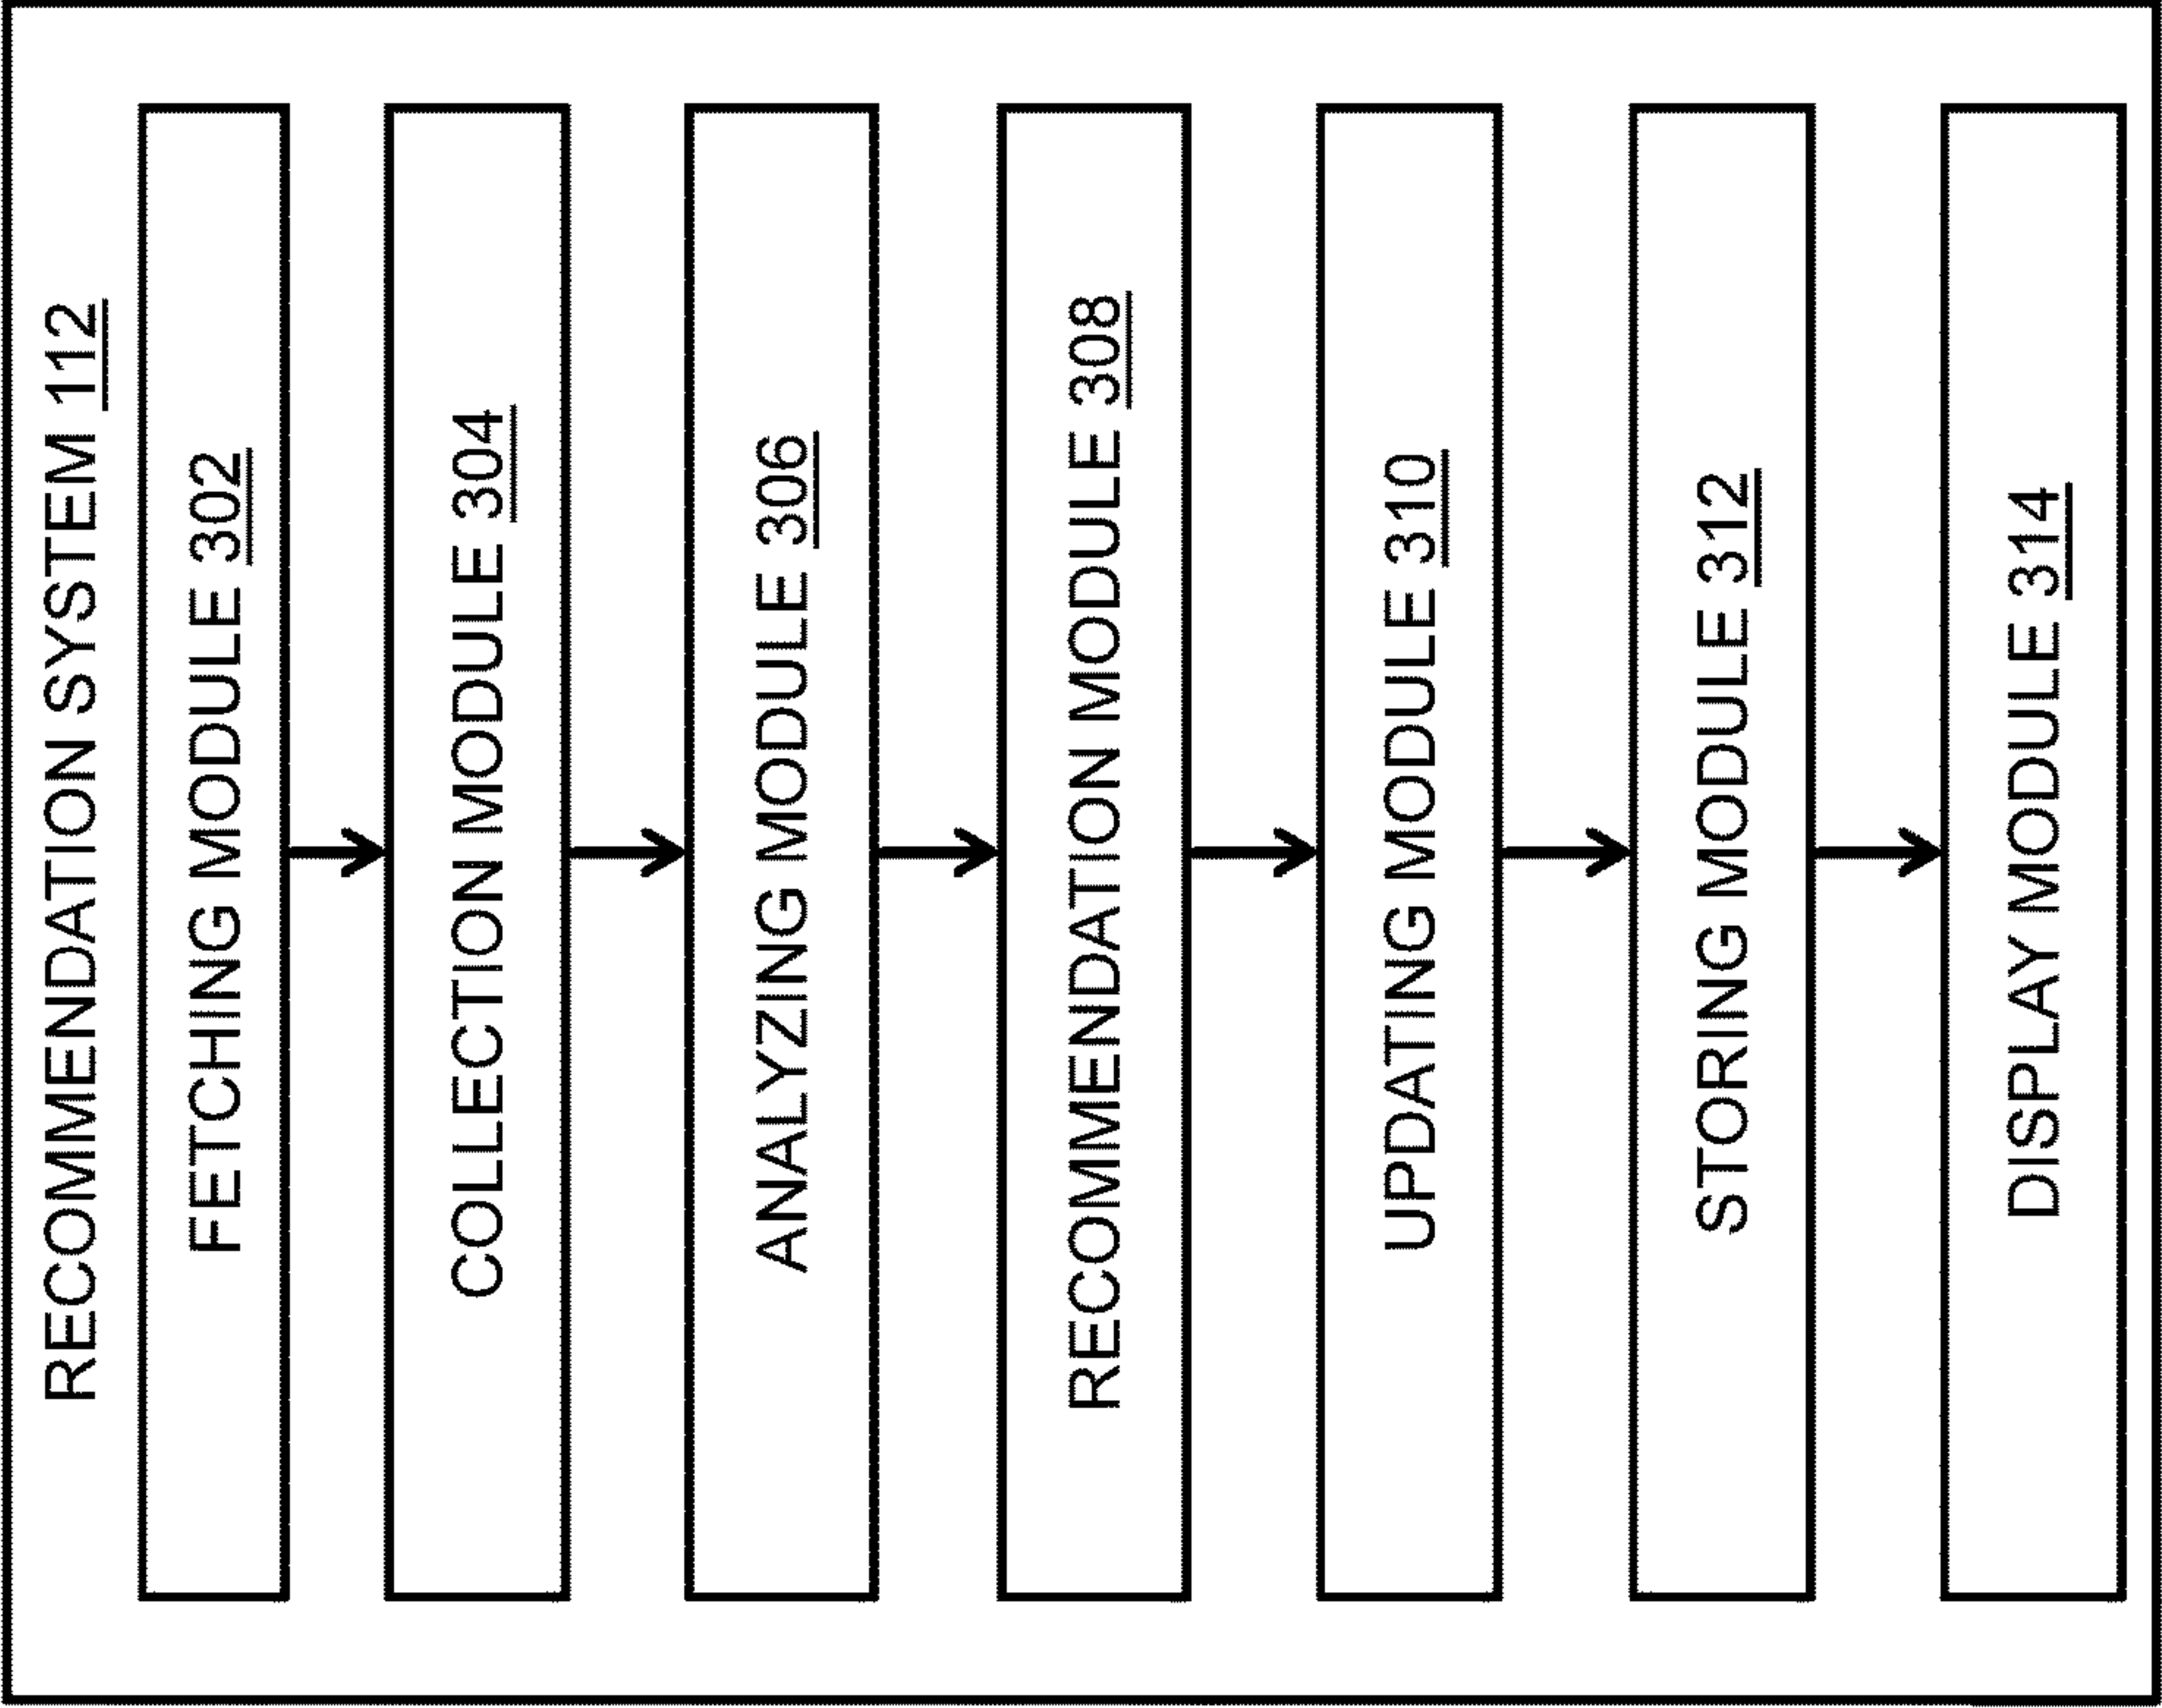 RECOMMENDATION SYSTEM 112
FETCHING MODULE 302
COLLECTION MODULE 304
ANALYZING MODULE 306
RECOMMENDATION MODULE 308
UPDATING MODULE 310
STORING MODULE 312
DISPLAY MODULE 314